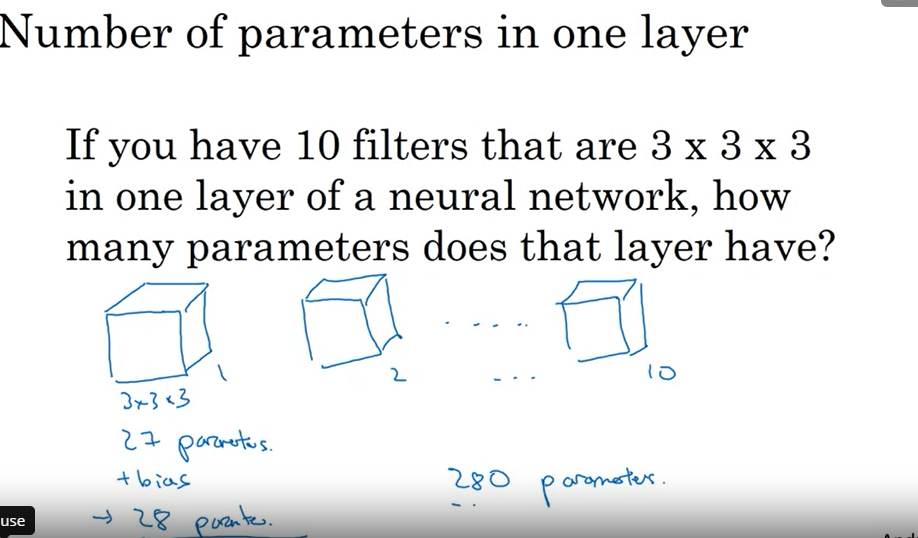 Number of parameters in one layer
If you have 10 filters that are 3 x 3 x 3
in one layer of a neural network, how
many parameters does that layer have?
1
2
10
3x3x3
27
+ bias
280 parameters.
→ 28
use